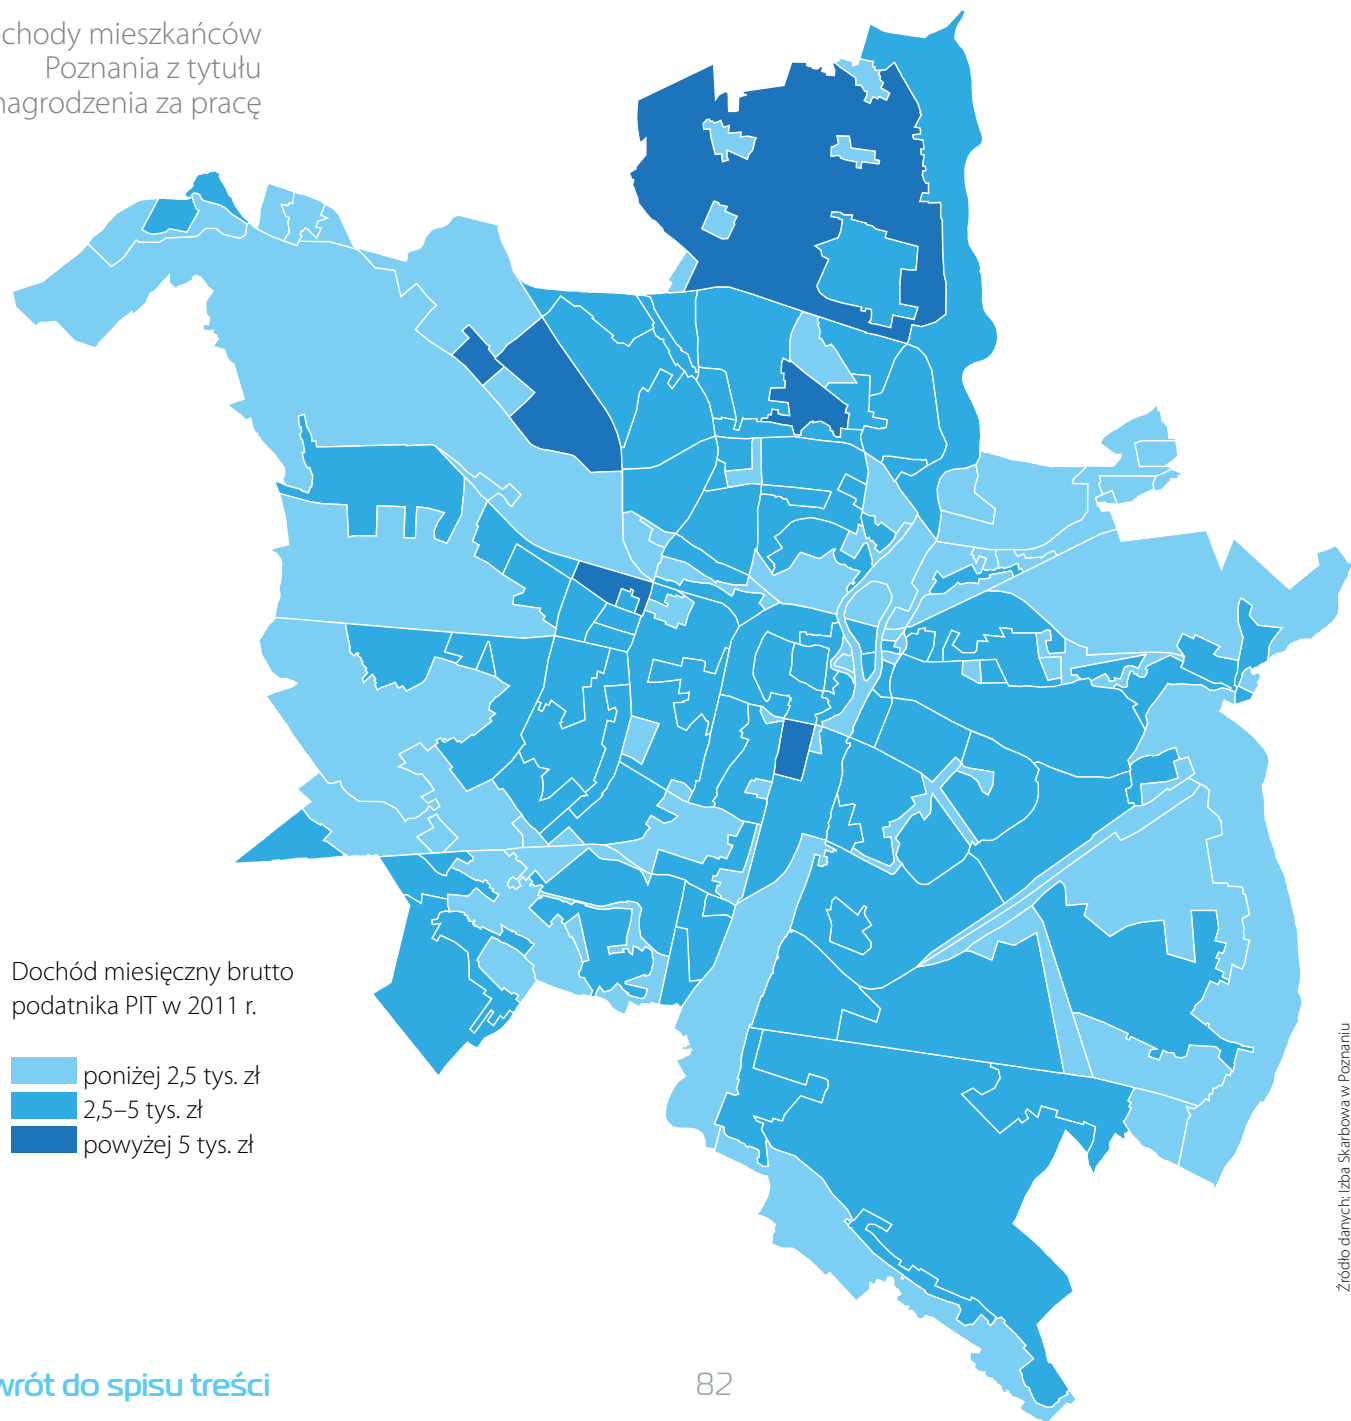 chody mieszkańców
Poznania z tytułu
nagrodzenia za pracę
Dochód miesięczny brutto
podatnika PIT w 2011 r.
poniżej 2,5 tys. zł
2,5–5 tys. zł
powyżej 5 tys. zł
Źródło danych: Izba Skarbowa w Poznaniu
wrót do spisu treści
82